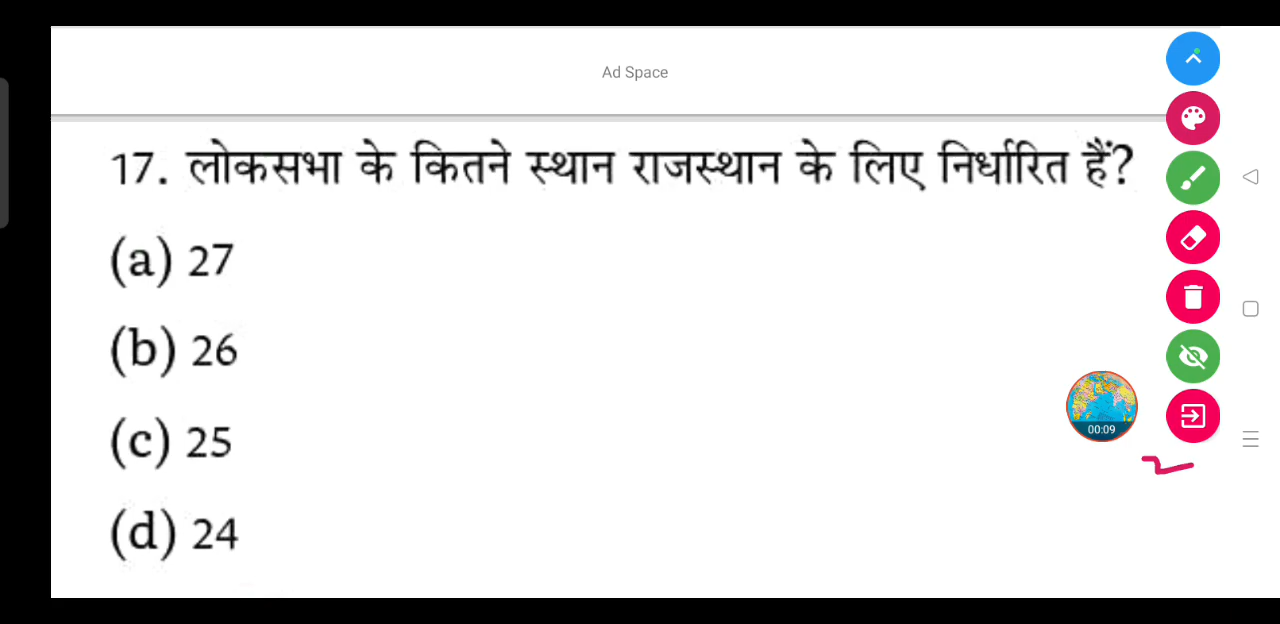 Ad Space
17. लोकसभा के कितने स्थान राजस्थान के लिए निर्धारित हैं?
(a) 27
(b) 26
(c) 25
(d) 24
00:09